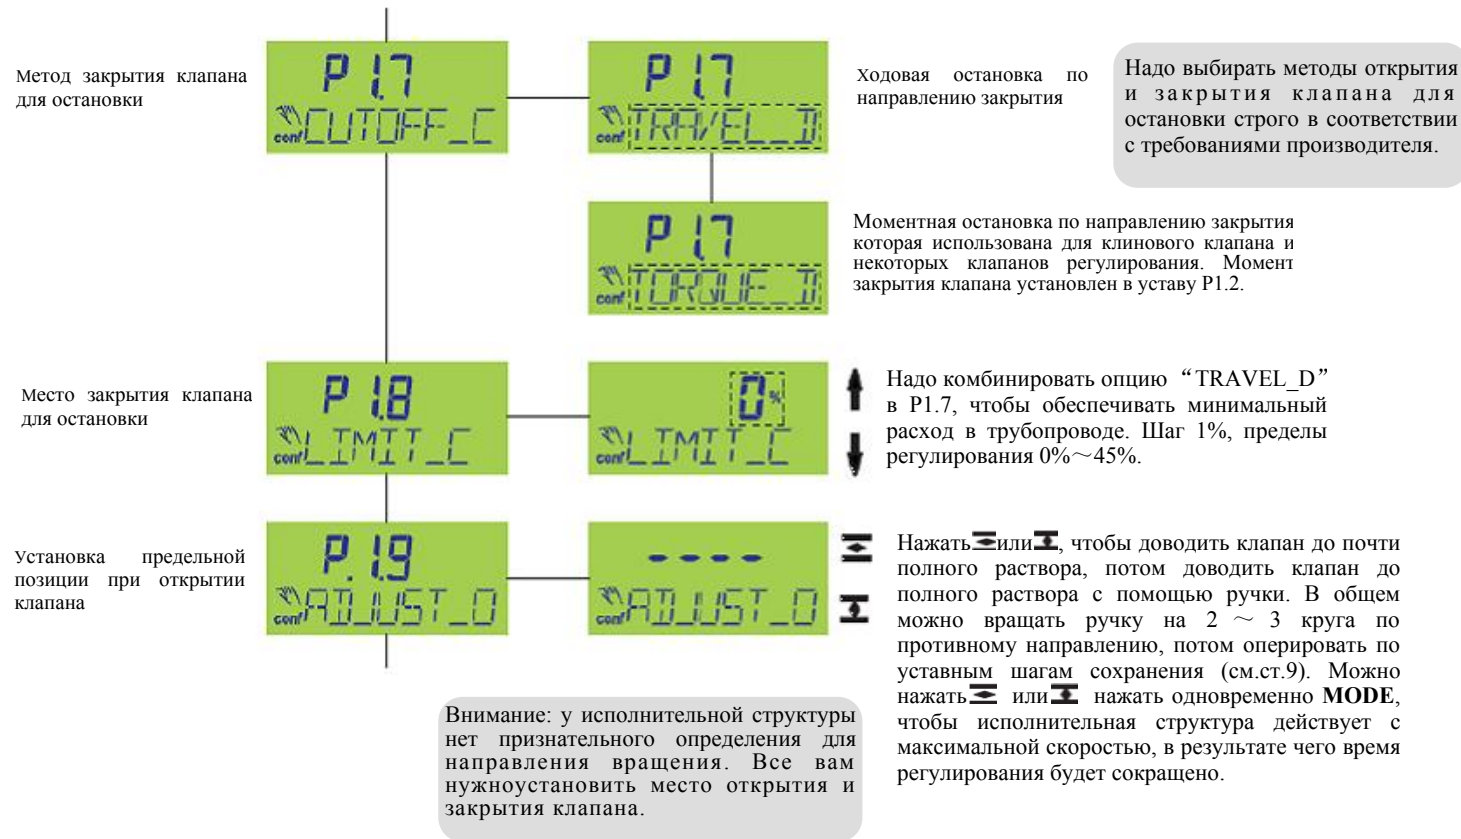 Метод закрытия клапана
для остановки
P1.7
conf CUTOFF_C
P1.7
conf TRAVEL_D
Ходовая остановка по
направлению закрытия
Надо выбирать методы открытия
и закрытия клапана для
остановки строго в соответствии
с требованиями производителя.
P1.7
conf TORQUE_D
Моментная остановка по направлению закрытия
которая использована для клинового клапана и
некоторых клапанов регулирования. Момент
закрытия клапана установлен в уставу P1.2.
Место закрытия клапана
для остановки
P1.8
conf LIMIT_C
0%
conf LIMIT_C
Надо комбинировать опцию “TRAVEL_D”
в P1.7, чтобы обеспечивать минимальный
расход в трубопроводе. Шаг 1%, пределы
регулирования 0%～45%.
Установка предельной
позиции при открытии
клапана
P.1.9
conf ADJUST_O
----
conf ADJUST_O
Нажать или , чтобы доводить клапан до почти
полного раствора, потом доводить клапан до
полного раствора с помощью ручки. В общем
можно вращать ручку на 2 ～ 3 круга по
противному направлению, потом оперировать по
уставным шагам сохранения (см.ст.9). Можно
нажать или нажать одновременно MODE,
чтобы исполнительная структура действует с
максимальной скоростью, в результате чего время
регулирования будет сокращено.
Внимание: у исполнительной структуры
нет признательного определения для
направления вращения. Все вам
нужноустановить место открытия и
закрытия клапана.